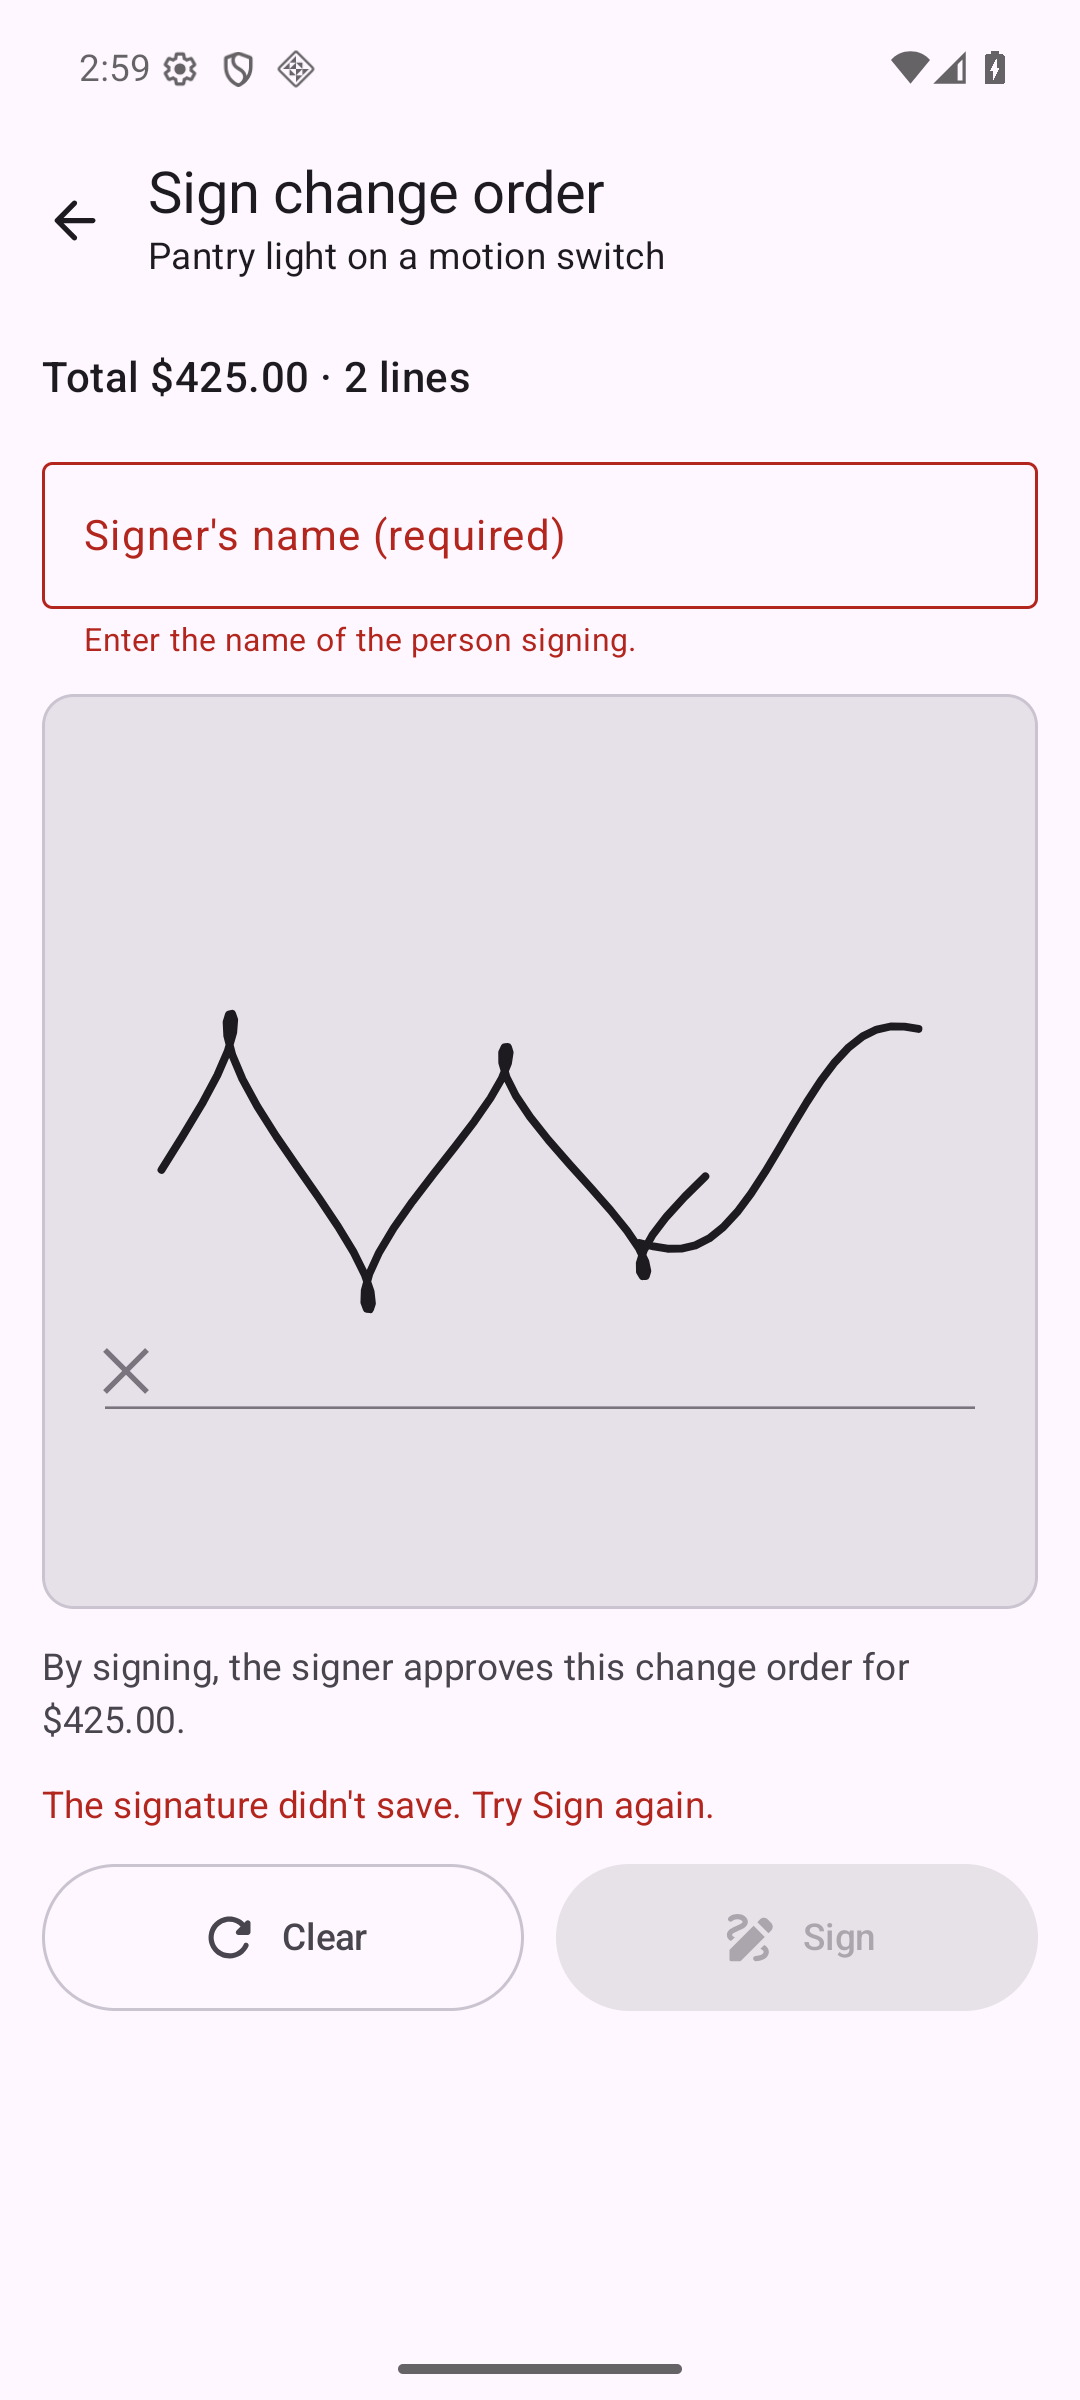 2:59
Sign change order
Pantry light on a motion switch
Total $425.00 · 2 lines
Signer's name (required)
Enter the name of the person signing.
By signing, the signer approves this change order for
$425.00.
The signature didn't save. Try Sign again.
Clear
Sign